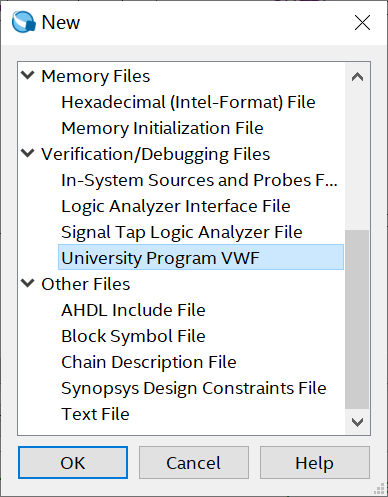 New
Memory Files
Hexadecimal (Intel-Format) File
Memory Initialization File
Verification/Debugging Files
In-System Sources and Probes F...
Logic Analyzer Interface File
Signal Tap Logic Analyzer File
University Program VWF
Other Files
AHDL Include File
Block Symbol File
Chain Description File
Synopsys Design Constraints File
Text File
OK Cancel Help